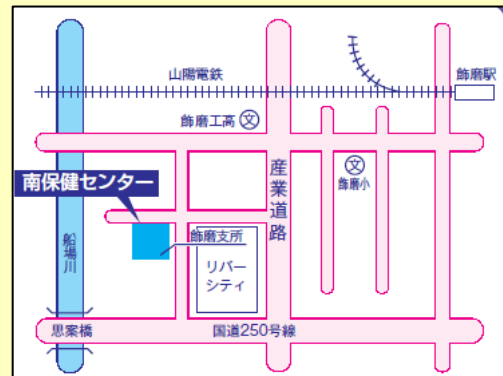 山陽電鉄
飾磨駅
飾磨工高 文
産業道路
文
飾磨小
南保健センター
船場川
飾磨支所
リバー
シティ
思案橋
国道250号線